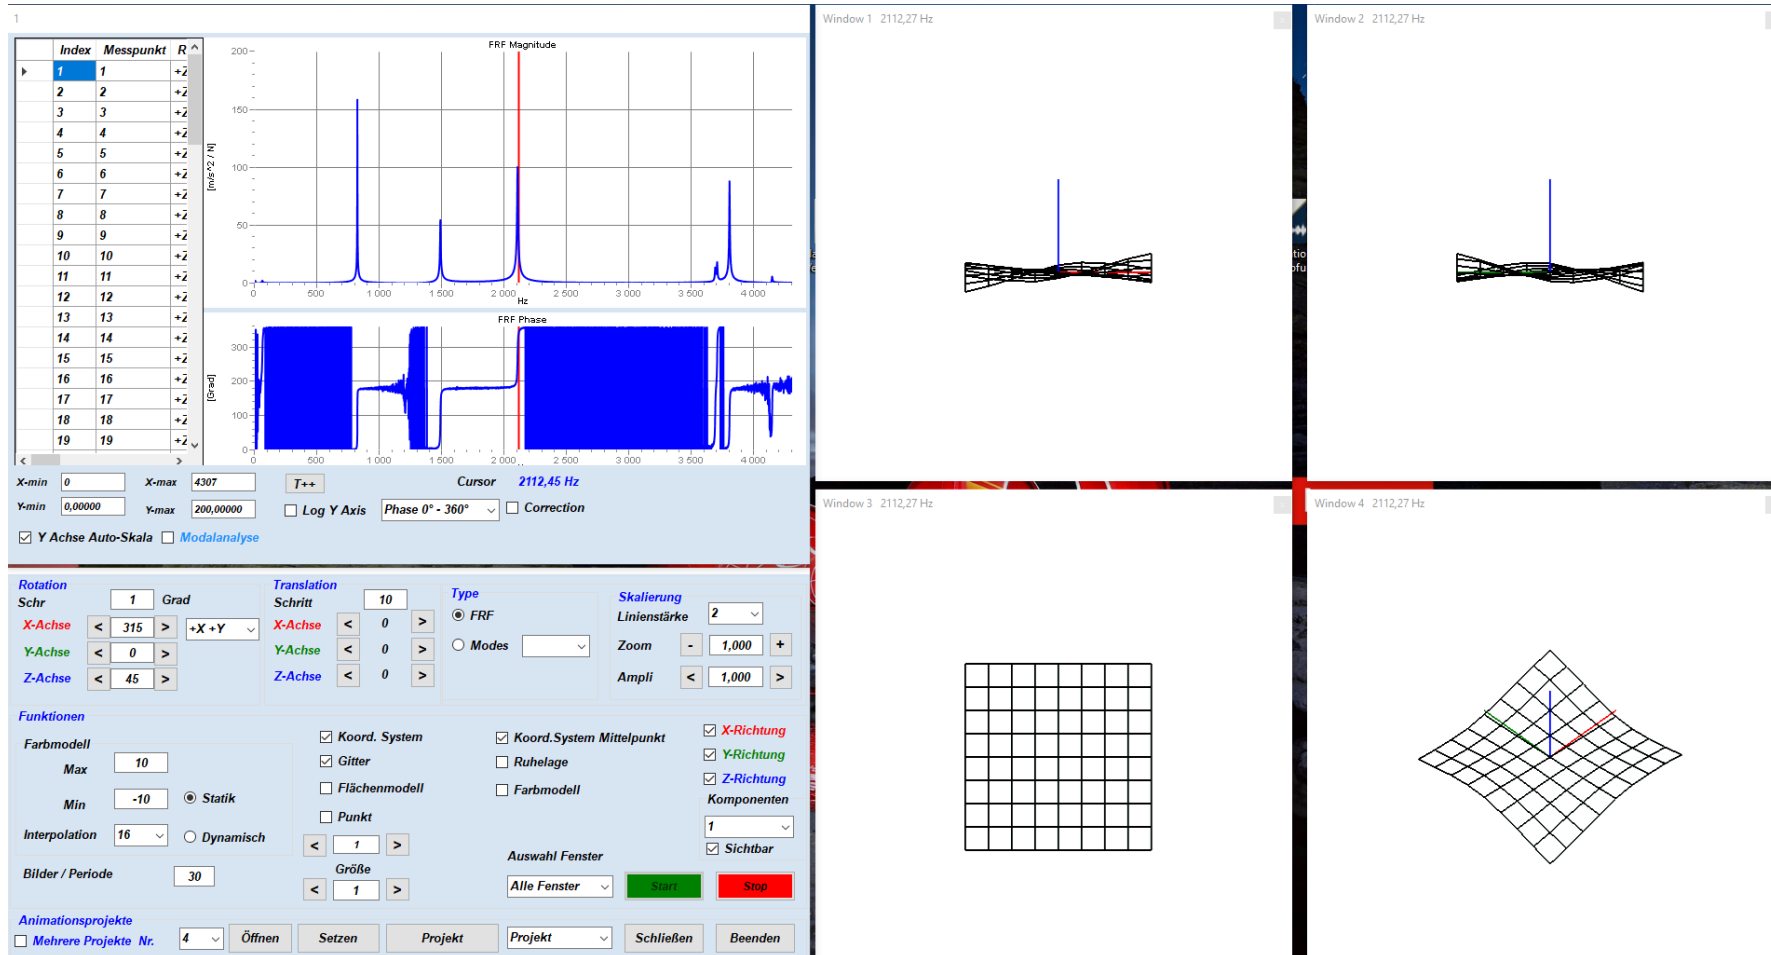 1
Index Messpunkt R
1 1 +Z
2 2 +Z
3 3 +Z
4 4 +Z
5 5 +Z
6 6 +Z
7 7 +Z
8 8 +Z
9 9 +Z
10 10 +Z
11 11 +Z
12 12 +Z
13 13 +Z
14 14 +Z
15 15 +Z
16 16 +Z
17 17 +Z
18 18 +Z
19 19 +Z
FRF Magnitude
200
150
100
50
0
[m/s^2 / N]
0 500 1 000 1 500 2 000 2 500 3 000 3 500 4 000
Hz
FRF Phase
300
200
100
0
[Grad]
0 500 1 000 1 500 2 000 2 500 3 000 3 500 4 000
X-min 0 X-max 4307 T++ Cursor 2112,45 Hz
Y-min 0,00000 Y-max 200,00000 Log Y Axis Phase 0° - 360° Correction
Y Achse Auto-Skala Modalanalyse
Rotation
Schr 1 Grad
X-Achse < 315 > +X +Y
Y-Achse < 0 >
Z-Achse < 45 >
Translation
Schritt 10
X-Achse < 0 >
Y-Achse < 0 >
Z-Achse < 0 >
Type
FRF
Modes
Skalierung
Linienstärke 2
Zoom - 1,000 +
Ampli < 1,000 >
Funktionen
Farbmodell
Max 10
Min -10 Statik
Interpolation 16 Dynamisch
Bilder / Periode 30
Koord. System
Gitter
Flächenmodell
Punkt
< 1 >
Größe
< 1 >
Koord.System Mittelpunkt
Ruhelage
Farbmodell
X-Richtung
Y-Richtung
Z-Richtung
Komponenten
1
Sichtbar
Auswahl Fenster
Alle Fenster Start Stop
Animationsprojekte
Mehrere Projekte Nr. 4 Öffnen Setzen Projekt Projekt Schließen Beenden
Window 1 2112,27 Hz
Window 2 2112,27 Hz
Window 3 2112,27 Hz
Window 4 2112,27 Hz